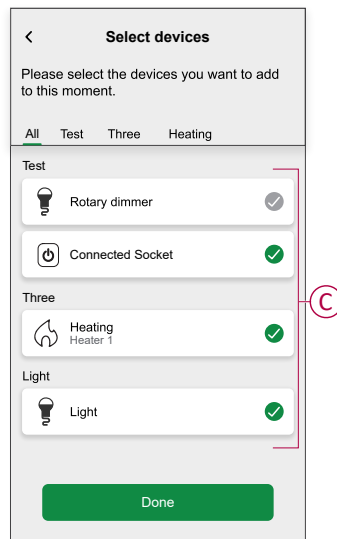 Select devices
Please select the devices you want to add
to this moment.
All Test Three Heating
Test
Rotary dimmer
Connected Socket
Three
Heating
Heater 1
C
Light
Light
Done